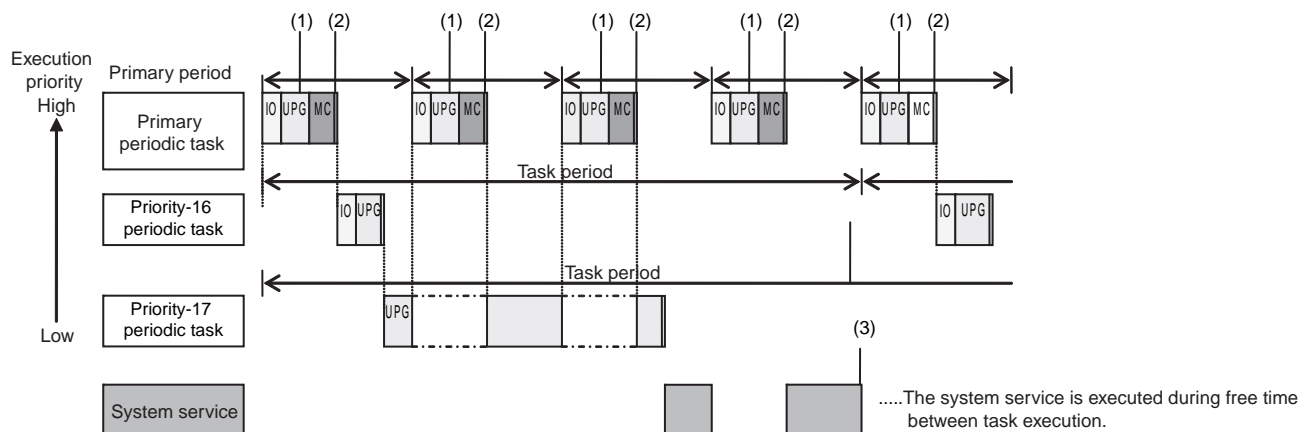 (1) (2) (1) (2) (1) (2) (1) (2) (1) (2)
Execution
priority
High
Primary period
IO UPG MC IO UPG MC IO UPG MC IO UPG MC IO UPG MC
Primary
periodic task
Task period
Priority-16
periodic task
IO UPG IO UPG
Task period
Priority-17
periodic task
UPG
Low
(3)
System service
.....The system service is executed during free time
between task execution.